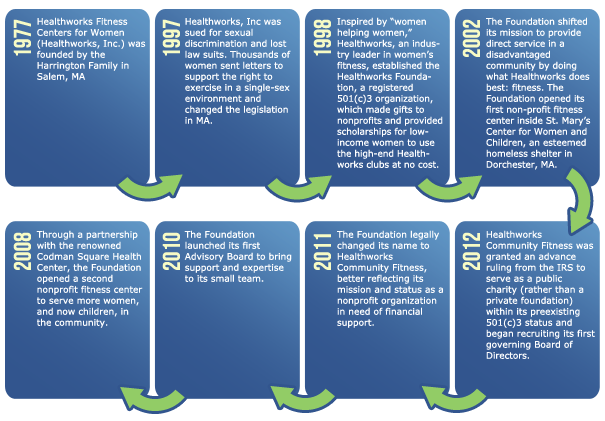 1977
Healthworks Fitness
Centers for Women
(Healthworks, Inc.) was
founded by the
Harrington Family in
Salem, MA
1997
Healthworks, Inc was
sued for sexual
discrimination and lost
law suits. Thousands of
women sent letters to
support the right to
exercise in a single-sex
environment and
changed the legislation
in MA.
1998
Inspired by “women
helping women,”
Healthworks, an indus-
try leader in women’s
fitness, established the
Healthworks Founda-
tion, a registered
501(c)3 organization,
which made gifts to
nonprofits and provided
scholarships for low-
income women to use
the high-end Health-
works clubs at no cost.
2002
The Foundation shifted
its mission to provide
direct service in a
disadvantaged
community by doing
what Healthworks does
best: fitness. The
Foundation opened its
first non-profit fitness
center inside St. Mary’s
Center for Women and
Children, an esteemed
homeless shelter in
Dorchester, MA.
2008
Through a partnership
with the renowned
Codman Square Health
Center, the Foundation
opened a second
nonprofit fitness center
to serve more women,
and now children, in
the community.
2010
The Foundation
launched its first
Advisory Board to bring
support and expertise
to its small team.
2011
The Foundation legally
changed its name to
Healthworks
Community Fitness,
better reflecting its
mission and status as a
nonprofit organization
in need of financial
support.
2012
Healthworks
Community Fitness was
granted an advance
ruling from the IRS to
serve as a public
charity (rather than a
private foundation)
within its preexisting
501(c)3 status and
began recruiting its first
governing Board of
Directors.